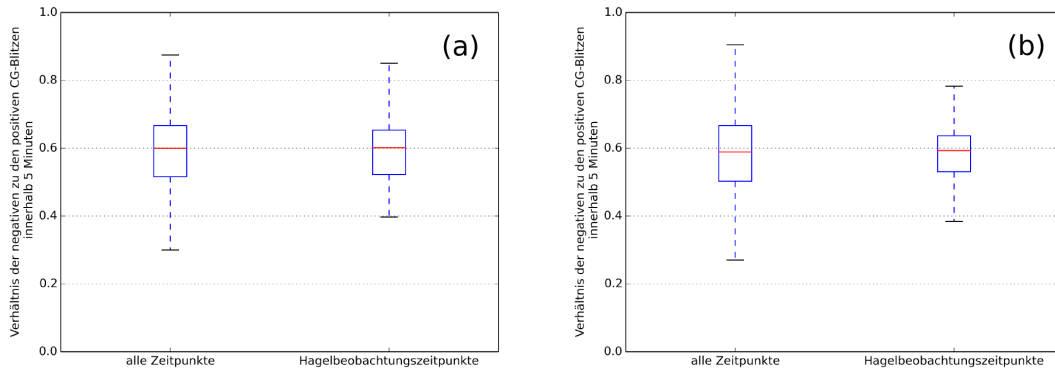 Verhältnis der negativen zu den positiven CG-Blitzen
innerhalb 5 Minuten
1.0
0.8
0.6
0.4
0.2
0.0
(a)
alle Zeitpunkte
Hagelbeobachtungszeitpunkte
Verhältnis der negativen zu den positiven CG-Blitzen
innerhalb 5 Minuten
1.0
0.8
0.6
0.4
0.2
0.0
(b)
alle Zeitpunkte
Hagelbeobachtungszeitpunkte